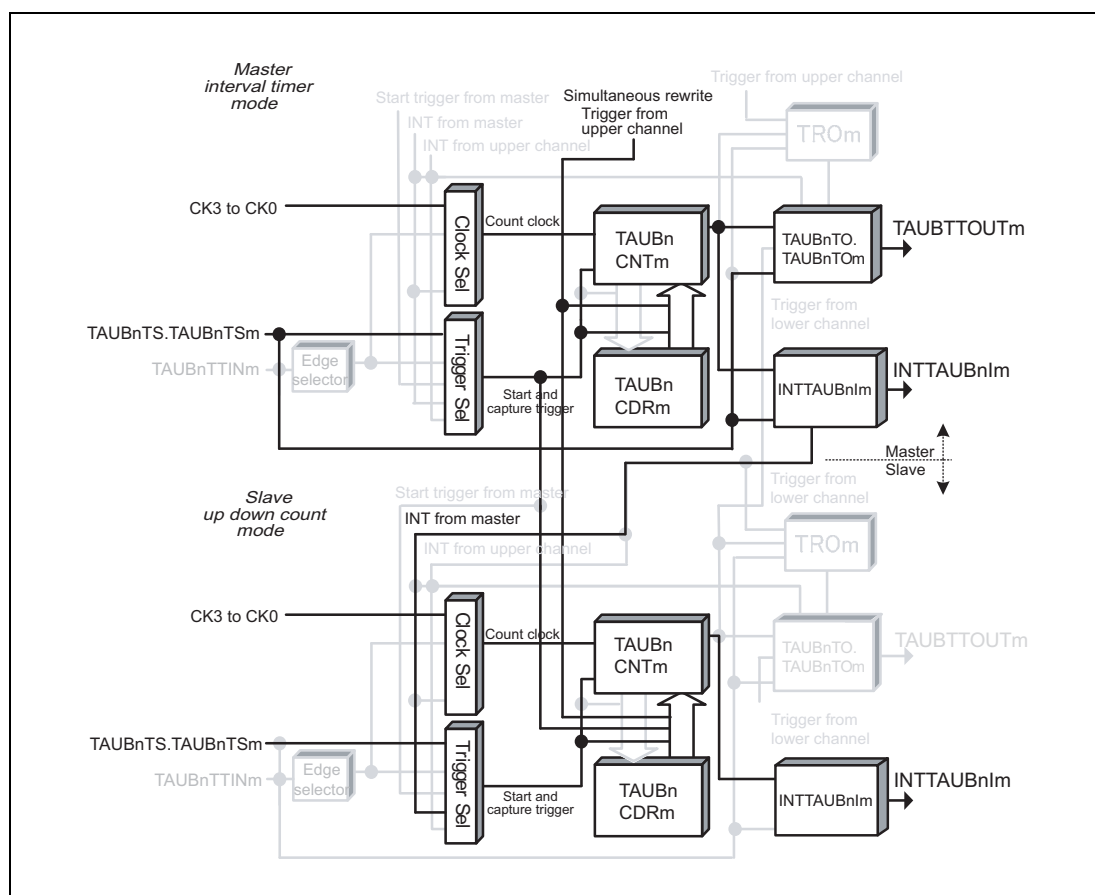 Master
interval timer
mode
Start trigger from master
INT from master
INT from upper channel
Simultaneous rewrite
Trigger from
upper channel
Trigger from upper channel
TROm
CK3 to CK0
Clock Sel
Count clock
TAUBn
CNTm
TAUBnTO.
TAUBnTOm
TAUBTTOUTm
Trigger from
lower channel
TAUBnTS.TAUBnTSm
TAUBnTTINm
Edge
selector
Trigger Sel
Start and
capture trigger
TAUBn
CDRm
INTTAUBnIm
INTTAUBnIm
Master
Slave
Slave
up down count
mode
Start trigger from master
INT from master
INT from upper channel
Trigger from
lower channel
TROm
CK3 to CK0
Clock Sel
Count clock
TAUBn
CNTm
TAUBnTO.
TAUBnTOm
TAUBTTOUTm
Trigger from
lower channel
TAUBnTS.TAUBnTSm
TAUBnTTINm
Edge
selector
Trigger Sel
Start and
capture trigger
TAUBn
CDRm
INTTAUBnIm
INTTAUBnIm